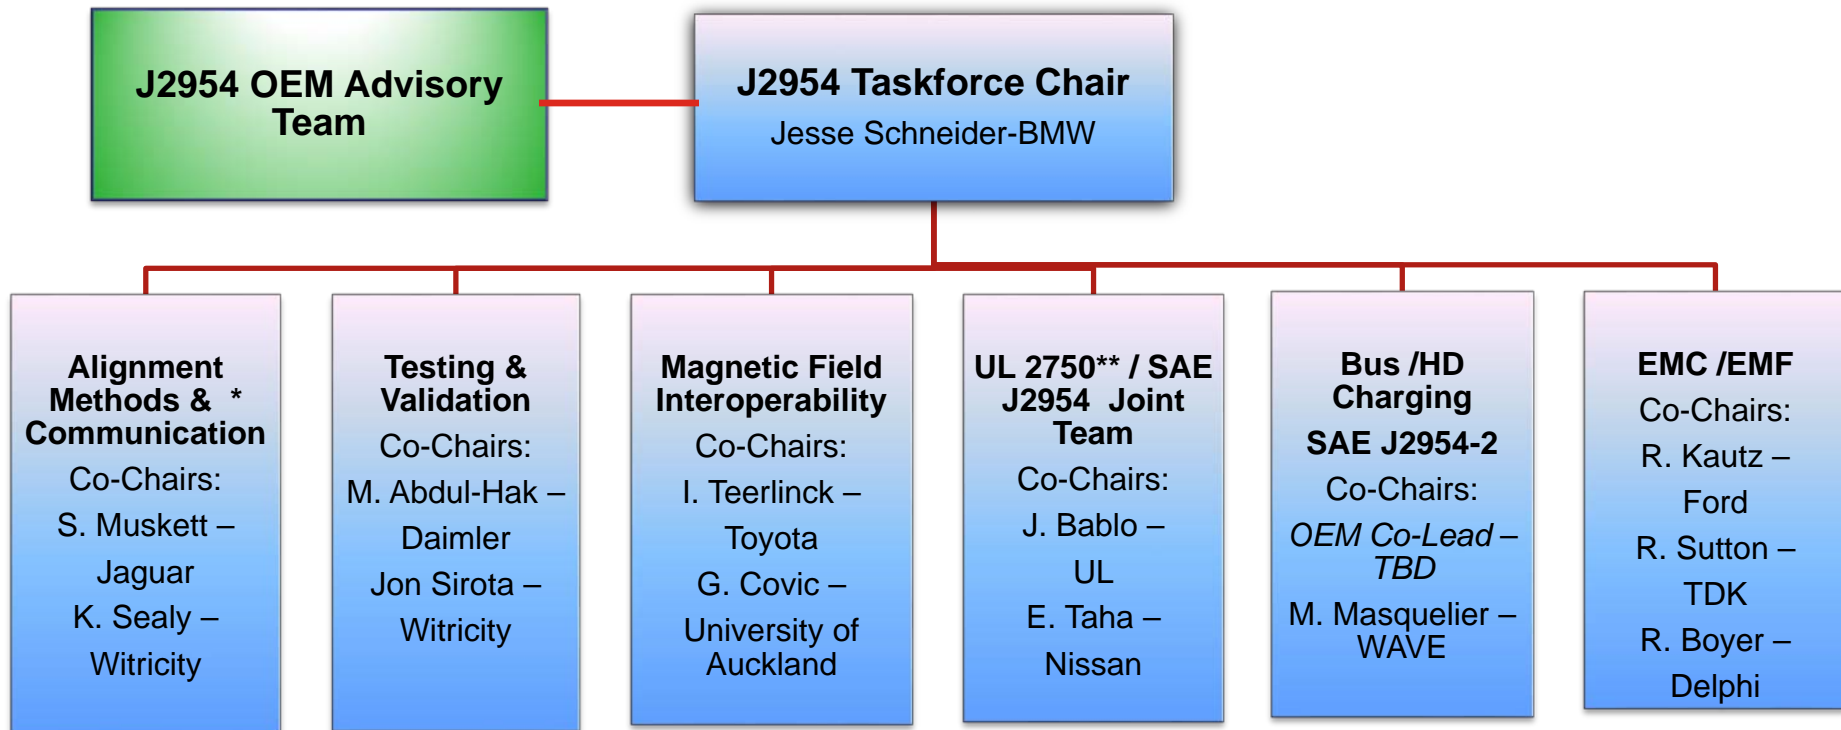 J2954 OEM Advisory
Team
J2954 Taskforce Chair
Jesse Schneider-BMW
Alignment
Methods & *
Communication
Co-Chairs:
S. Muskett –
Jaguar
K. Sealy –
Witricity
Testing &
Validation
Co-Chairs:
M. Abdul-Hak –
Daimler
Jon Sirota –
Witricity
Magnetic Field
Interoperability
Co-Chairs:
I. Teerlinck –
Toyota
G. Covic –
University of
Auckland
UL 2750** / SAE
J2954 Joint
Team
Co-Chairs:
J. Bablo –
UL
E. Taha –
Nissan
Bus /HD
Charging
SAE J2954-2
Co-Chairs:
OEM Co-Lead –
TBD
M. Masquelier –
WAVE
EMC /EMF
Co-Chairs:
R. Kautz –
Ford
R. Sutton –
TDK
R. Boyer –
Delphi